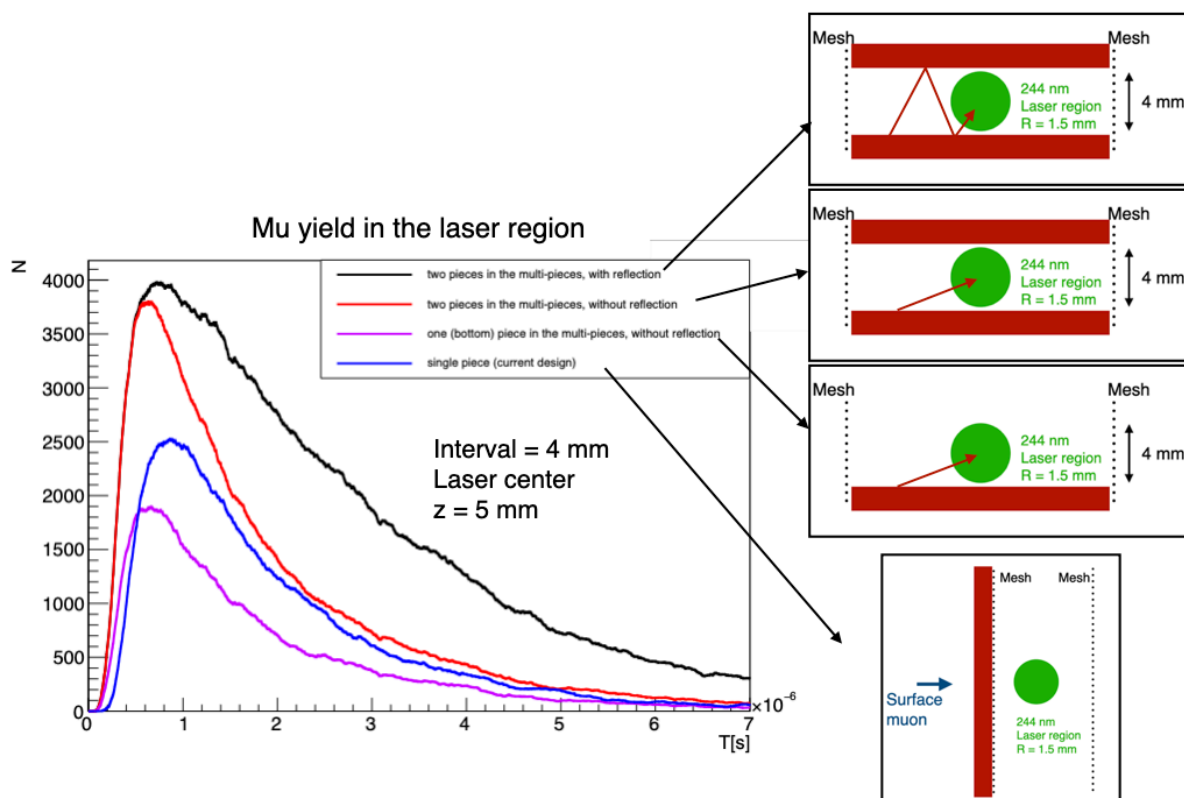 Mu yield in the laser region
N
4000
3500
3000
2500
2000
1500
1000
500
0
0 1 2 3 4 5 6 7
×10⁻⁶
T[s]
two pieces in the multi-pieces, with reflection
two pieces in the multi-pieces, without reflection
one (bottom) piece in the multi-pieces, without reflection
single piece (current design)
Interval = 4 mm
Laser center
z = 5 mm
Mesh Mesh
244 nm
Laser region
R = 1.5 mm
4 mm
Mesh Mesh
244 nm
Laser region
R = 1.5 mm
4 mm
Mesh Mesh
244 nm
Laser region
R = 1.5 mm
4 mm
Mesh Mesh
Surface
muon
244 nm
Laser region
R = 1.5 mm